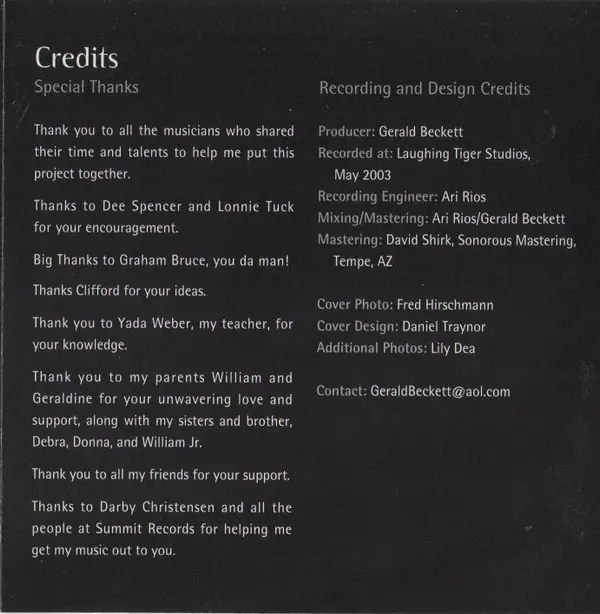 Credits
Special Thanks
Thank you to all the musicians who shared
their time and talents to help me put this
project together.
Thanks to Dee Spencer and Lonnie Tuck
for your encouragement.
Big Thanks to Graham Bruce, you da man!
Thanks Clifford for your ideas.
Thank you to Yada Weber, my teacher, for
your knowledge.
Thank you to my parents William and
Geraldine for your unwavering love and
support, along with my sisters and brother,
Debra, Donna, and William Jr.
Thank you to all my friends for your support.
Thanks to Darby Christensen and all the
people at Summit Records for helping me
get my music out to you.
Recording and Design Credits
Producer: Gerald Beckett
Recorded at: Laughing Tiger Studios,
May 2003
Recording Engineer: Ari Rios
Mixing/Mastering: Ari Rios/Gerald Beckett
Mastering: David Shirk, Sonorous Mastering,
Tempe, AZ
Cover Photo: Fred Hirschmann
Cover Design: Daniel Traynor
Additional Photos: Lily Dea
Contact: GeraldBeckett@aol.com